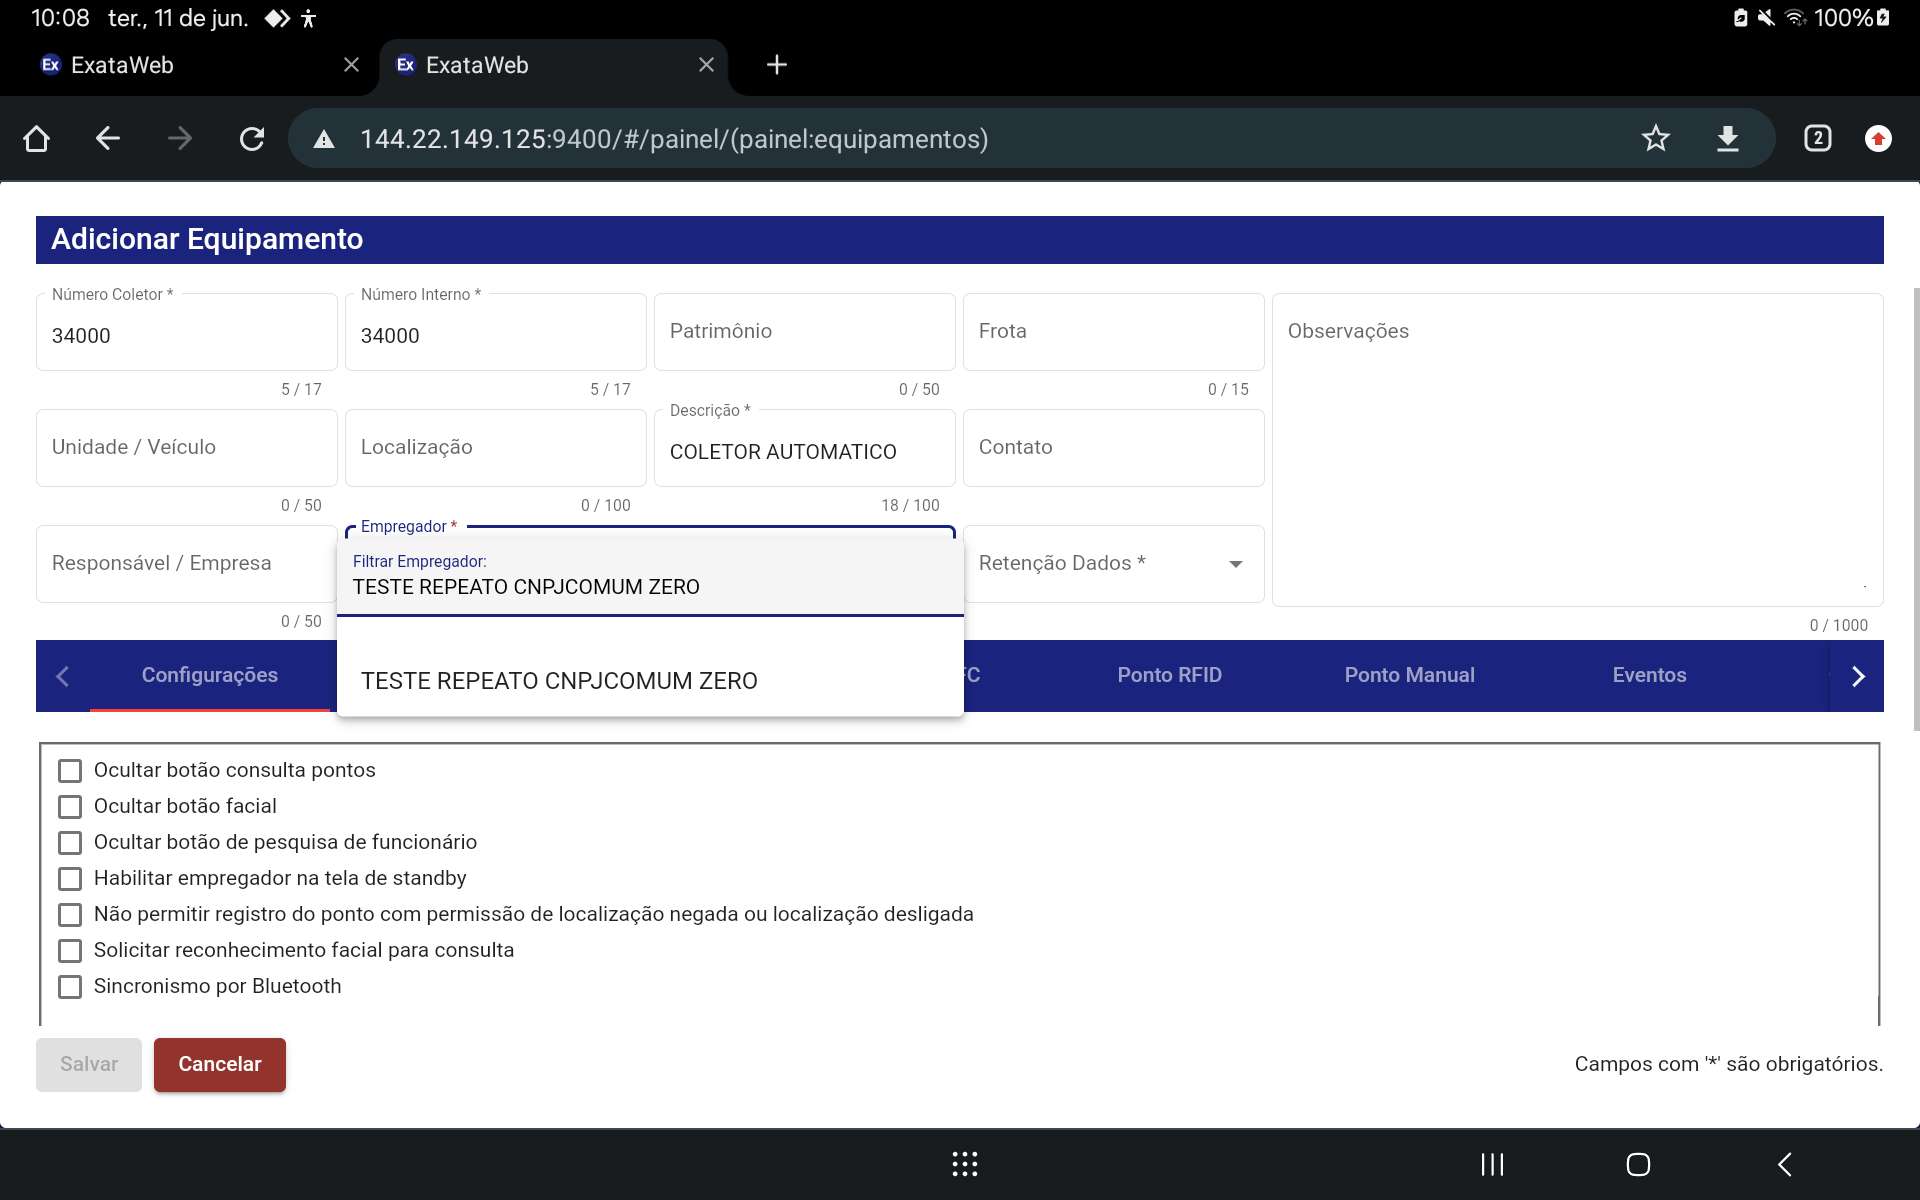 10:08 ter., 11 de jun. 100%
ExataWeb ExataWeb
144.22.149.125:9400/#/painel/(painel:equipamentos) 2
Adicionar Equipamento
Número Coletor * Número Interno *
34000 34000 Patrimônio Frota Observações
5 / 17 5 / 17 0 / 50 0 / 15
Descrição *
Unidade / Veículo Localização COLETOR AUTOMATICO Contato
0 / 50 0 / 100 18 / 100
Empregador *
Responsável / Empresa Filtrar Empregador: Retenção Dados *
TESTE REPEATO CNPJCOMUM ZERO
0 / 50 0 / 1000
Configurações TESTE REPEATO CNPJCOMUM ZERO FC Ponto RFID Ponto Manual Eventos
Ocultar botão consulta pontos
Ocultar botão facial
Ocultar botão de pesquisa de funcionário
Habilitar empregador na tela de standby
Não permitir registro do ponto com permissão de localização negada ou localização desligada
Solicitar reconhecimento facial para consulta
Sincronismo por Bluetooth
Salvar Cancelar Campos com '*' são obrigatórios.